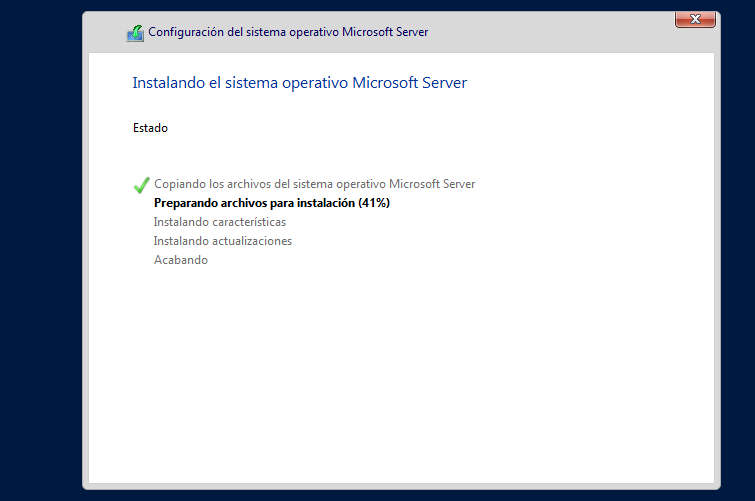 Configuración del sistema operativo Microsoft Server
Instalando el sistema operativo Microsoft Server
Estado
Copiando los archivos del sistema operativo Microsoft Server
Preparando archivos para instalación (41%)
Instalando características
Instalando actualizaciones
Acabando